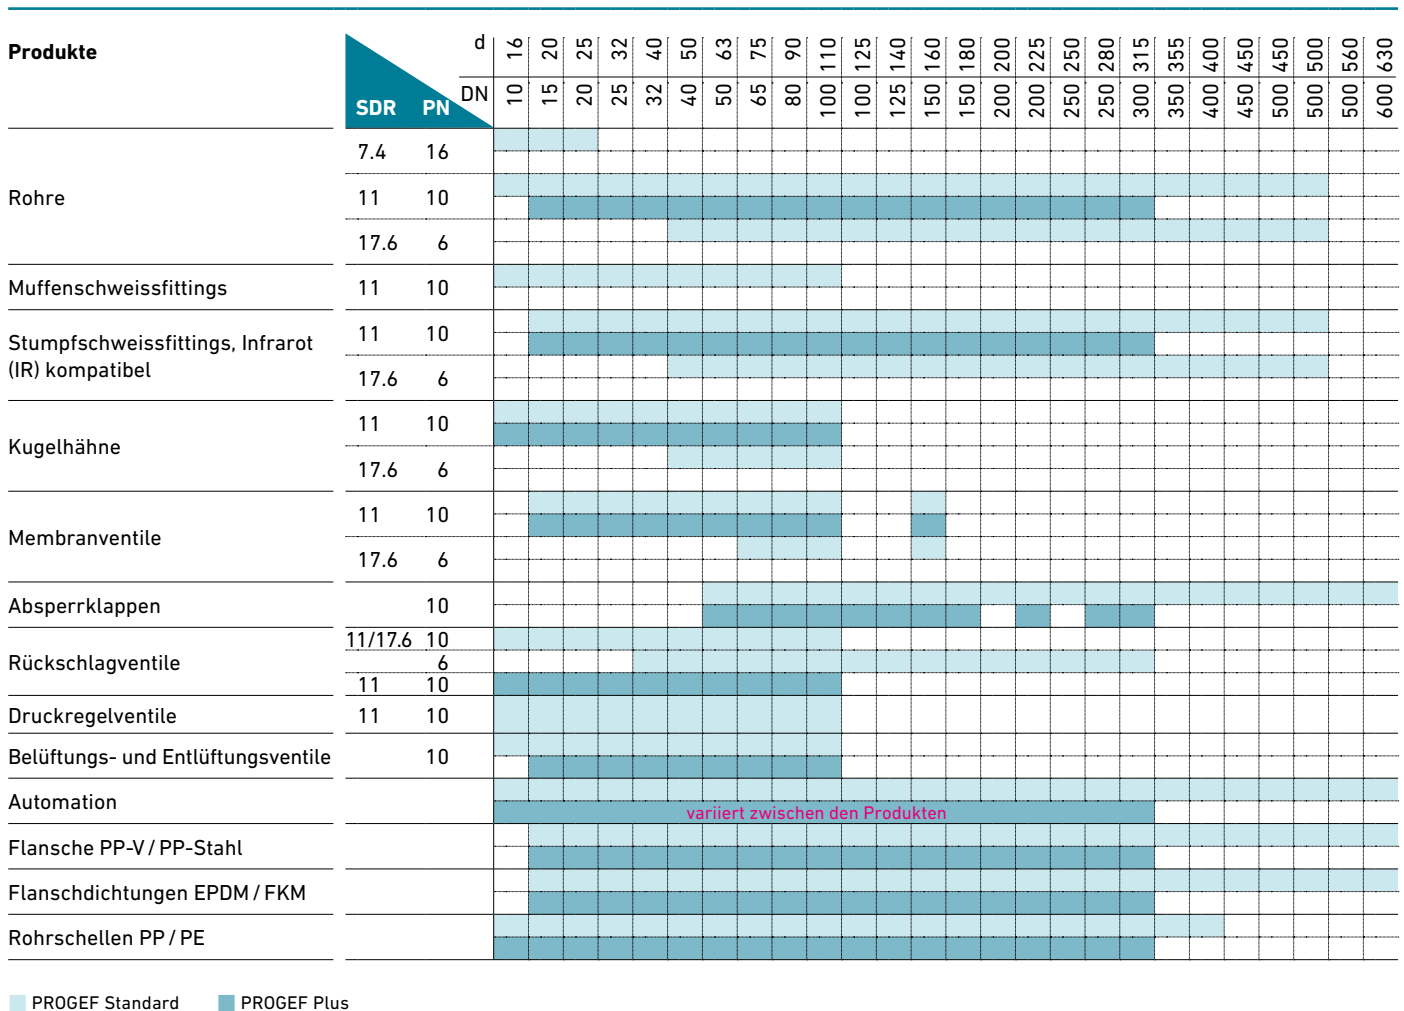 Produkte
SDR PN
d 16 20 25 32 40 50 63 75 90 110 125 140 160 180 200 225 250 280 315 355 400 450 450 500 560 630
DN 10 15 20 25 32 40 50 65 80 100 100 125 150 150 200 200 250 250 300 350 400 450 500 500 500 600
Rohre
7.4 16
11 10
17.6 6
Muffenschweissfittings 11 10
Stumpfschweissfittings, Infrarot
(IR) kompatibel
11 10
17.6 6
Kugelhähne
11 10
17.6 6
Membranventile
11 10
17.6 6
Absperrklappen 10
Rückschlagventile
11/17.6 10
6
11 10
Druckregelventile 11 10
Belüftungs- und Entlüftungsventile 10
Automation
variiert zwischen den Produkten
Flansche PP-V / PP-Stahl
Flanschdichtungen EPDM / FKM
Rohrschellen PP / PE
PROGEF Standard PROGEF Plus